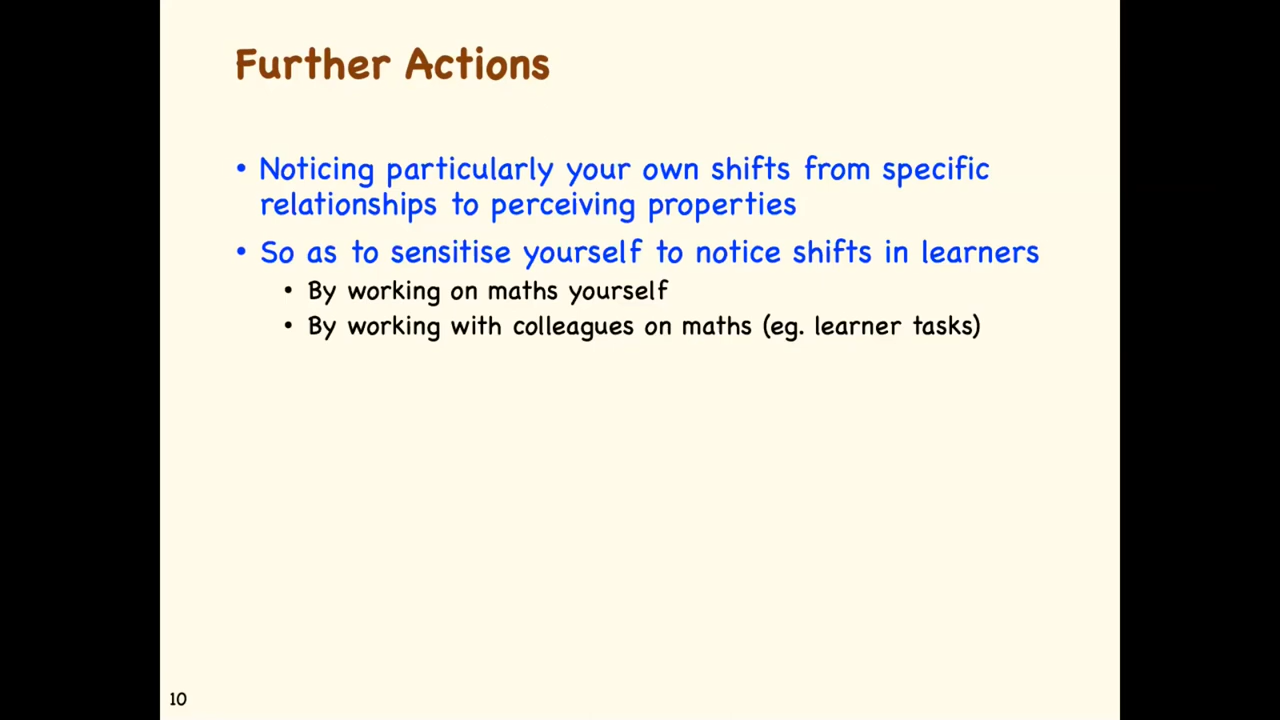 Further Actions
• Noticing particularly your own shifts from specific
relationships to perceiving properties
• So as to sensitise yourself to notice shifts in learners
• By working on maths yourself
• By working with colleagues on maths (eg. learner tasks)
10